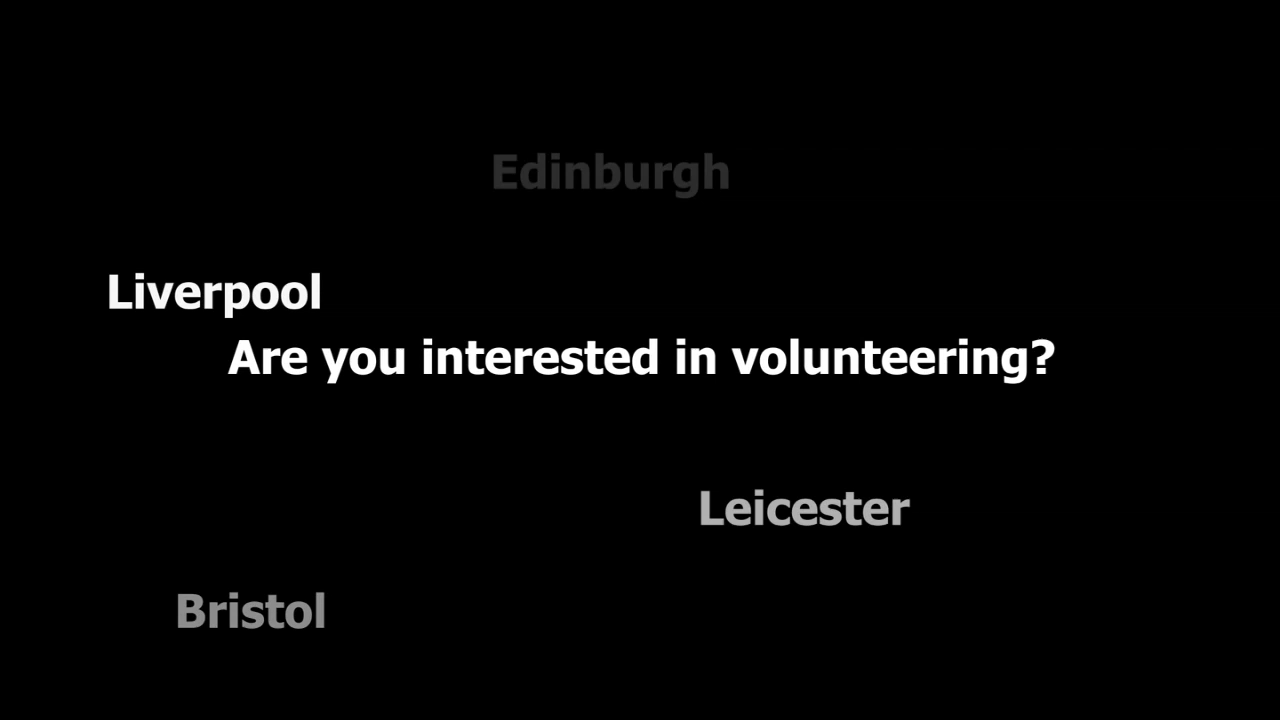 Edinburgh
Liverpool
Are you interested in volunteering?
Leicester
Bristol